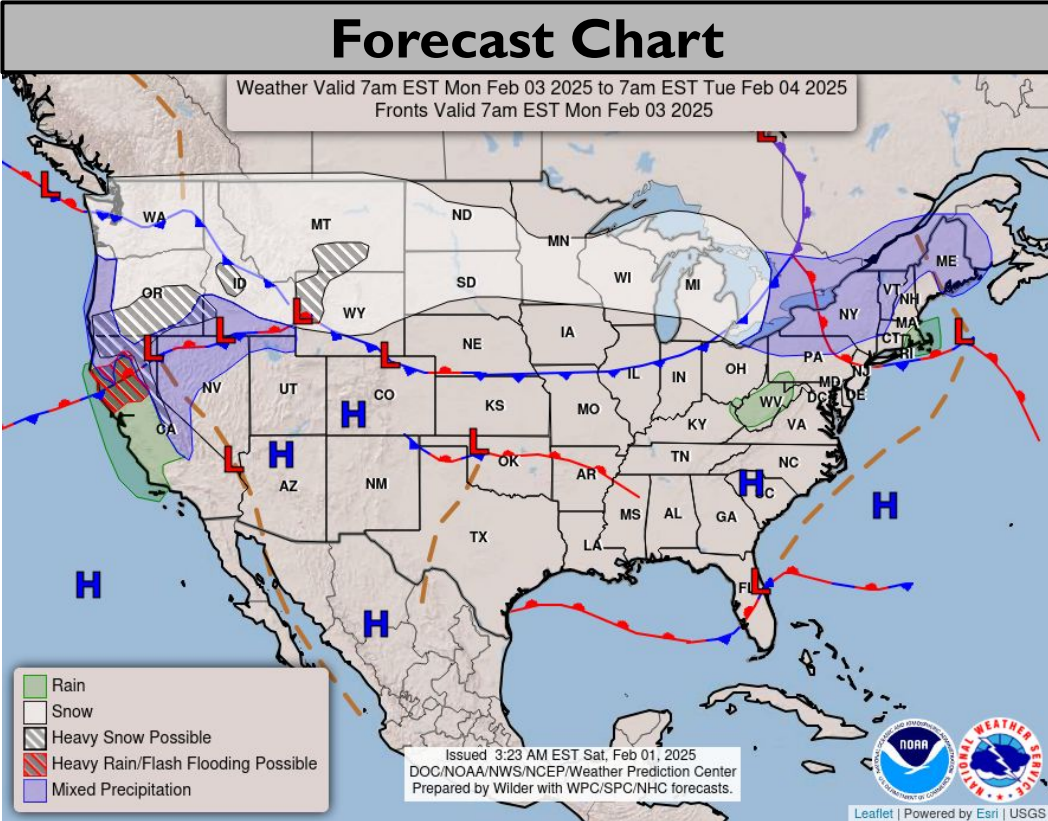 Forecast Chart
Weather Valid 7am EST Mon Feb 03 2025 to 7am EST Tue Feb 04 2025
Fronts Valid 7am EST Mon Feb 03 2025
L
L
WA
MT
ND
MN
ME
ID
OR
SD
WI
MI
VT
NH
NY
WY
MA
L
L
L
L
L
CT
RI
NE
IA
PA
NJ
OH
IL
IN
NV
UT
CO
MD
DE
DC
H
KS
MO
WV
VA
KY
CA
L
H
L
OK
TN
NC
AZ
NM
AR
H
SC
H
MS
AL
GA
TX
LA
H
FL
L
H
Rain
Snow
Heavy Snow Possible
Heavy Rain/Flash Flooding Possible
Mixed Precipitation
Issued 3:23 AM EST Sat, Feb 01, 2025
DOC/NOAA/NWS/NCEP/Weather Prediction Center
Prepared by Wilder with WPC/SPC/NHC forecasts.
NOAA
NATIONAL WEATHER SERVICE
Leaflet | Powered by Esri | USGS